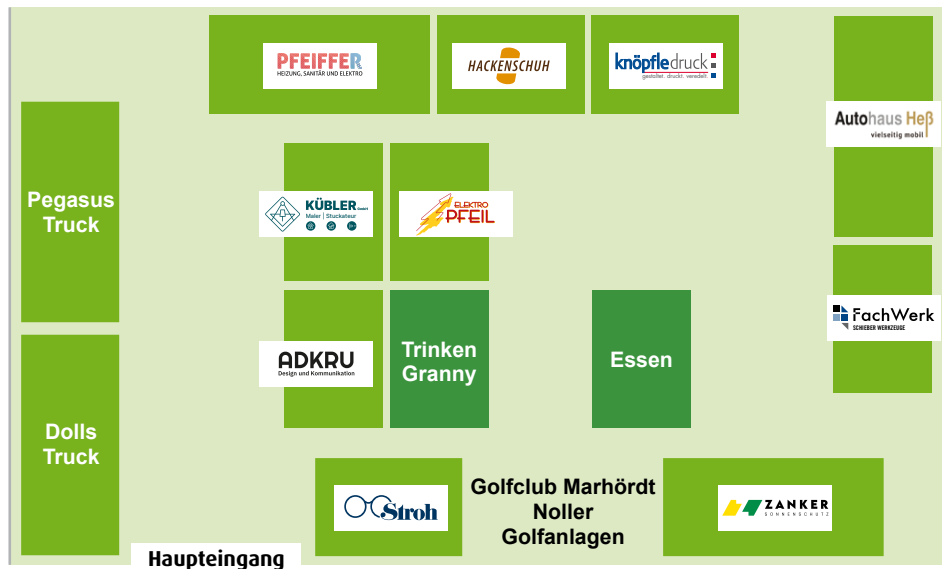 PFEIFFER
HEIZUNG, SANITÄR UND ELEKTRO
HACKENSCHUH
knöpfledruck
gestaltet. druckt. veredelt.
Autohaus Heß
vielseitig mobil
Pegasus
Truck
KÜBLER GmbH
Maler | Stuckateur
ELEKTRO
PFEIL
FachWerk
SCHIEBER WERKZEUGE
ADKRU
Design und Kommunikation
Trinken
Granny
Essen
Dolls
Truck
Stroh
Golfclub Marhördt
Noller
Golfanlagen
ZANKER
SONNENSCHUTZ
Haupteingang